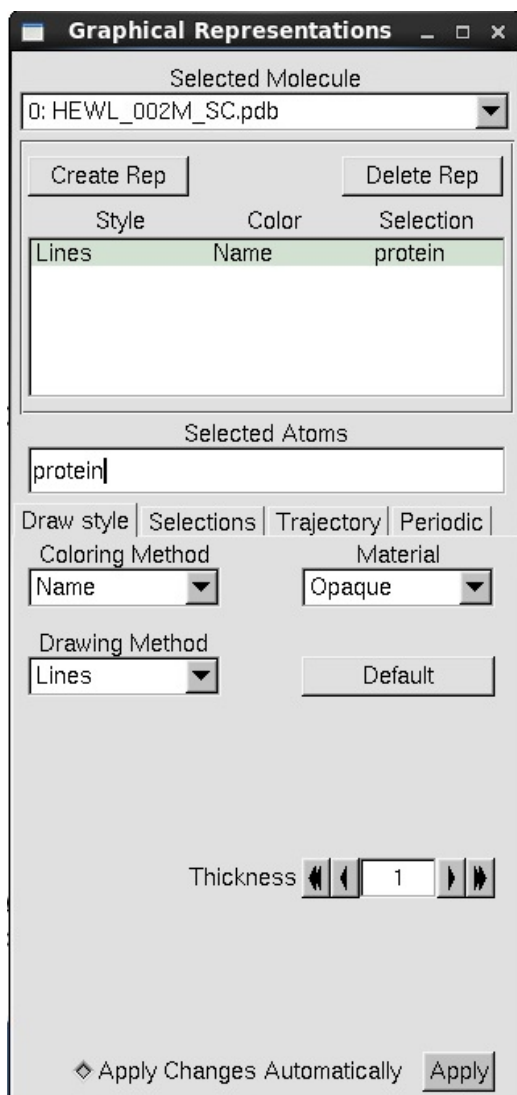 Graphical Representations
Selected Molecule
0: HEWL_002M_SC.pdb
Create Rep Delete Rep
Style Color Selection
Lines Name protein
Selected Atoms
protein
Draw style Selections Trajectory Periodic
Coloring Method Material
Name Opaque
Drawing Method
Lines Default
Thickness 1
Apply Changes Automatically Apply